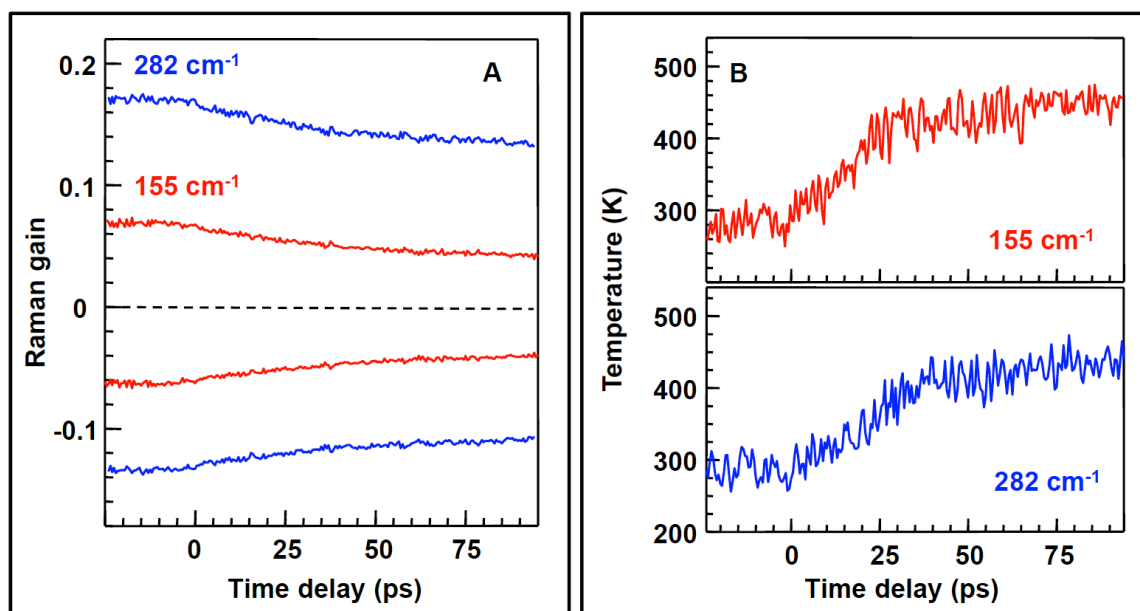 A
282 cm-1
155 cm-1
0.2
0.1
0
-0.1
Raman gain
0 25 50 75
Time delay (ps)
B
500
400
300
155 cm-1
Temperature (K)
500
400
300
200
282 cm-1
0 25 50 75
Time delay (ps)